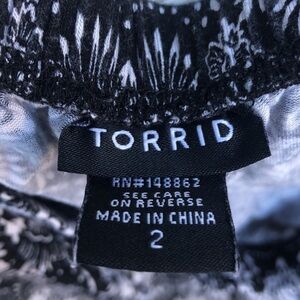 TORRID
RN#148862
SEE CARE
ON REVERSE
MADE IN CHINA
2